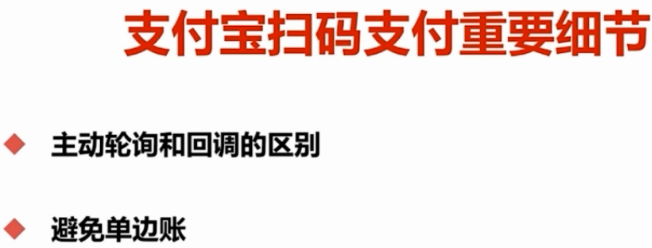 支付宝扫码支付重要细节
主动轮询和回调的区别
避免单边账